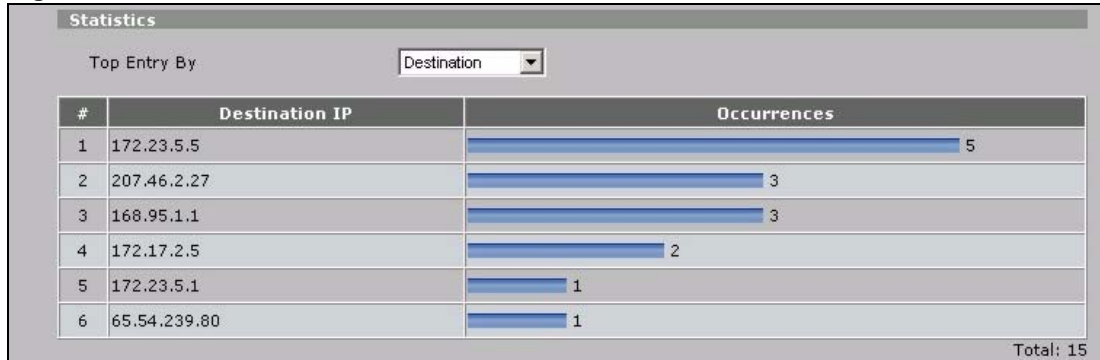 Statistics
Top Entry By Destination
# Destination IP Occurrences
1 172.23.5.5 5
2 207.46.2.27 3
3 168.95.1.1 3
4 172.17.2.5 2
5 172.23.5.1 1
6 65.54.239.80 1
Total: 15